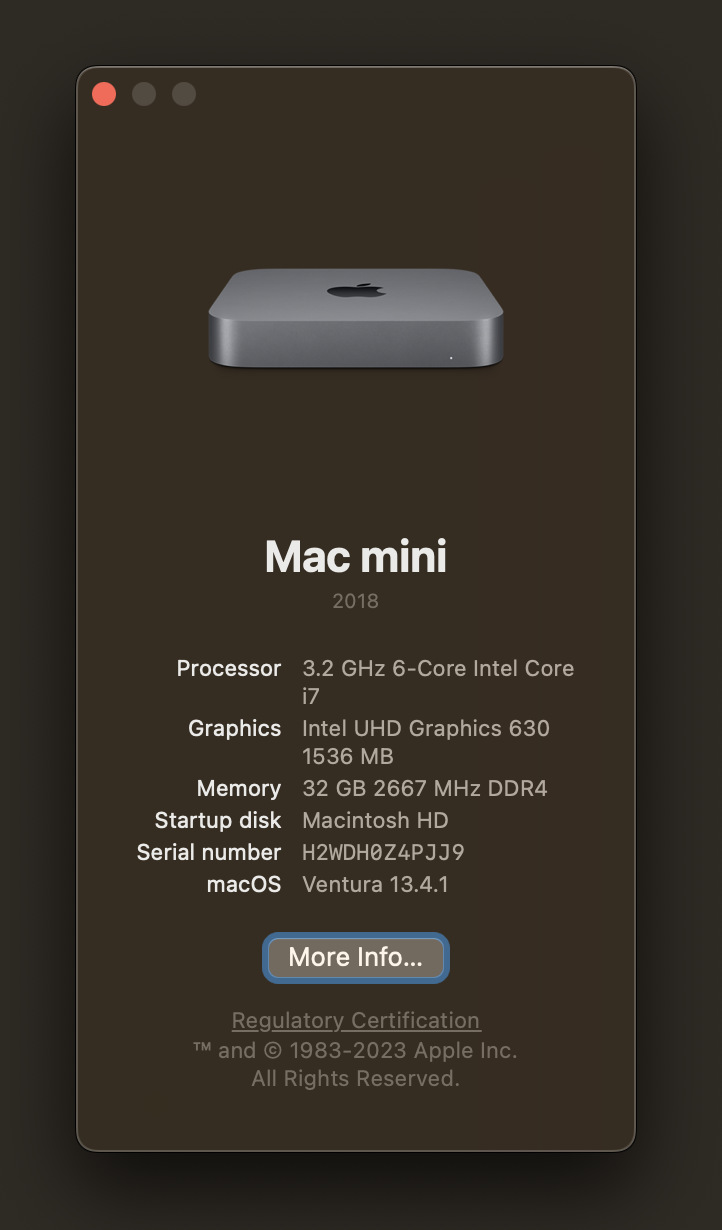 Mac mini
2018
Processor 3.2 GHz 6-Core Intel Core
i7
Graphics Intel UHD Graphics 630
1536 MB
Memory 32 GB 2667 MHz DDR4
Startup disk Macintosh HD
Serial number H2WDH0Z4PJJ9
macOS Ventura 13.4.1
More Info...
Regulatory Certification
™ and © 1983-2023 Apple Inc.
All Rights Reserved.